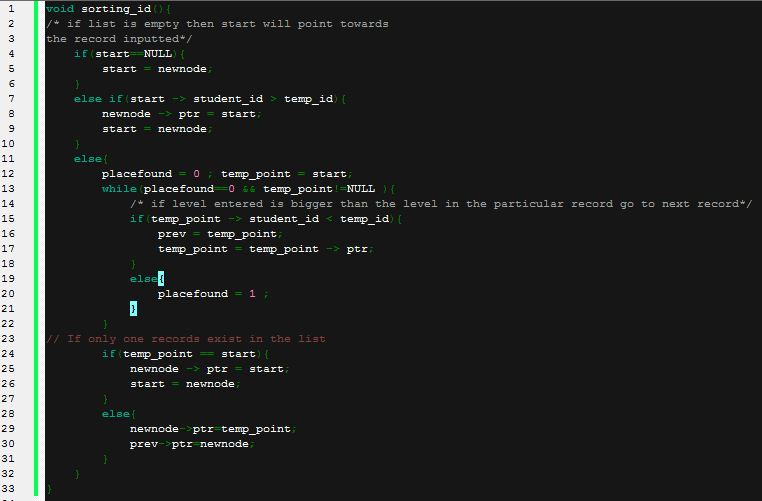 1 void sorting_id(){
2 /* if list is empty then start will point towards
3 the record inputted*/
4 if(start==NULL){
5 start = newnode;
6 }
7 else if(start -> student_id > temp_id){
8 newnode -> ptr = start;
9 start = newnode;
10 }
11 else{
12 placefound = 0 ; temp_point = start;
13 while(placefound==0 && temp_point!=NULL ){
14 /* if level entered is bigger than the level in the particular record go to next record*/
15 if(temp_point -> student_id < temp_id){
16 prev = temp_point;
17 temp_point = temp_point -> ptr;
18 }
19 else{
20 placefound = 1 ;
21 }
22 }
23 // If only one records exist in the list
24 if(temp_point == start){
25 newnode -> ptr = start;
26 start = newnode;
27 }
28 else{
29 newnode->ptr=temp_point;
30 prev->ptr=newnode;
31 }
32 }
33 }